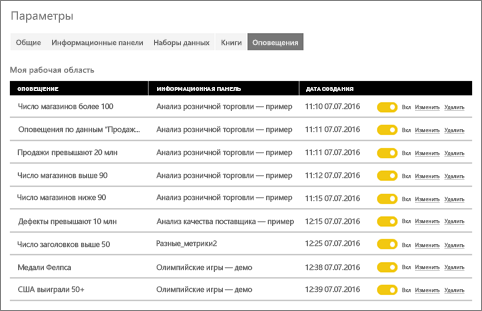 Параметры
Общие Информационные панели Наборы данных Книги Оповещения
Моя рабочая область
ОПОВЕЩЕНИЕ ИНФОРМАЦИОННАЯ ПАНЕЛЬ ДАТА СОЗДАНИЯ
Число магазинов более 100 Анализ розничной торговли — пример 11:10 07.07.2016 Вкл Изменить Удалить
Оповещения по данным "Продаж... Анализ розничной торговли — пример 11:11 07.07.2016 Вкл Изменить Удалить
Продажи превышают 20 млн Анализ розничной торговли — пример 11:11 07.07.2016 Вкл Изменить Удалить
Число магазинов выше 90 Анализ розничной торговли — пример 11:12 07.07.2016 Вкл Изменить Удалить
Число магазинов ниже 90 Анализ розничной торговли — пример 11:15 07.07.2016 Вкл Изменить Удалить
Дефекты превышают 10 млн Анализ качества поставщика — пример 12:15 07.07.2016 Вкл Изменить Удалить
Число заголовков выше 50 Разные_метрики2 12:25 07.07.2016 Вкл Изменить Удалить
Медали Фелпса Олимпийские игры — демо 12:38 07.07.2016 Вкл Изменить Удалить
США выиграли 50+ Олимпийские игры — демо 12:39 07.07.2016 Вкл Изменить Удалить